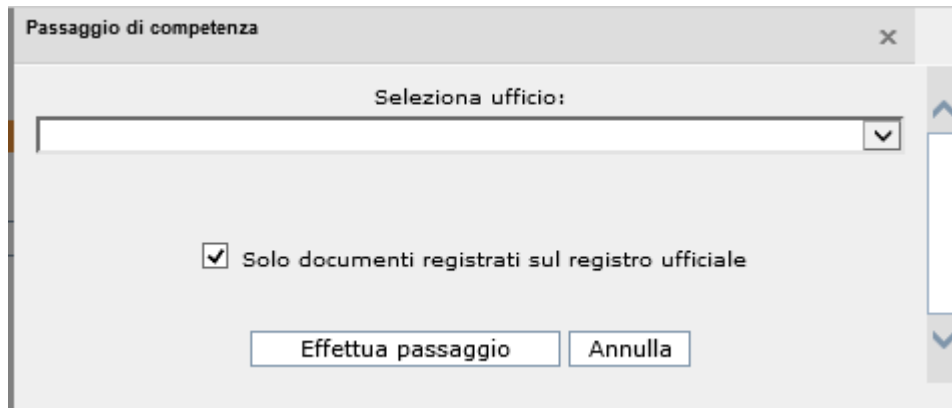 Passaggio di competenza
Seleziona ufficio:
Solo documenti registrati sul registro ufficiale
Effettua passaggio Annulla